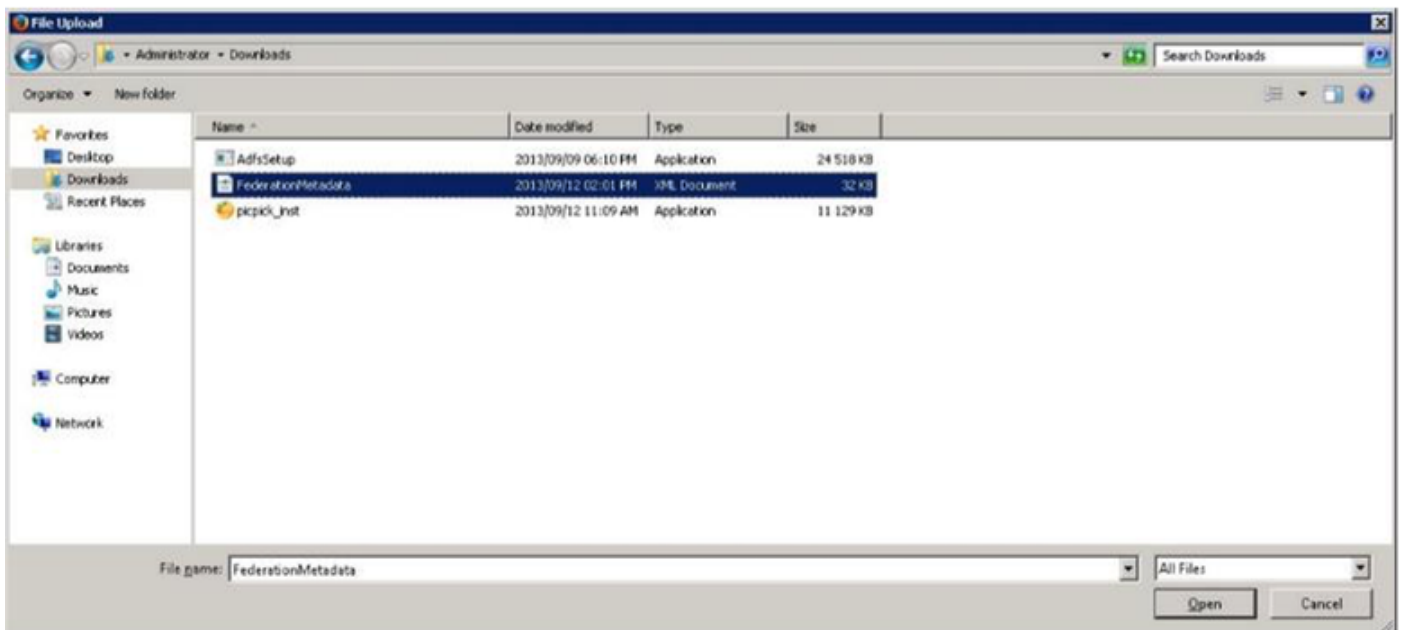 File Upload
Administrator Downloads
Search Downloads
Organize New folder
Name Date modified Type Size
Favorites
Desktop
Downloads
Recent Places
Libraries
Documents
Music
Pictures
Videos
Computer
Network
AdfsSetup 2013/09/09 06:10 PM Application 24 518 KB
FederationMetadata 2013/09/12 02:01 PM XML Document 32 KB
picpick_inst 2013/09/12 11:09 AM Application 11 129 KB
File name: FederationMetadata All Files
Open Cancel